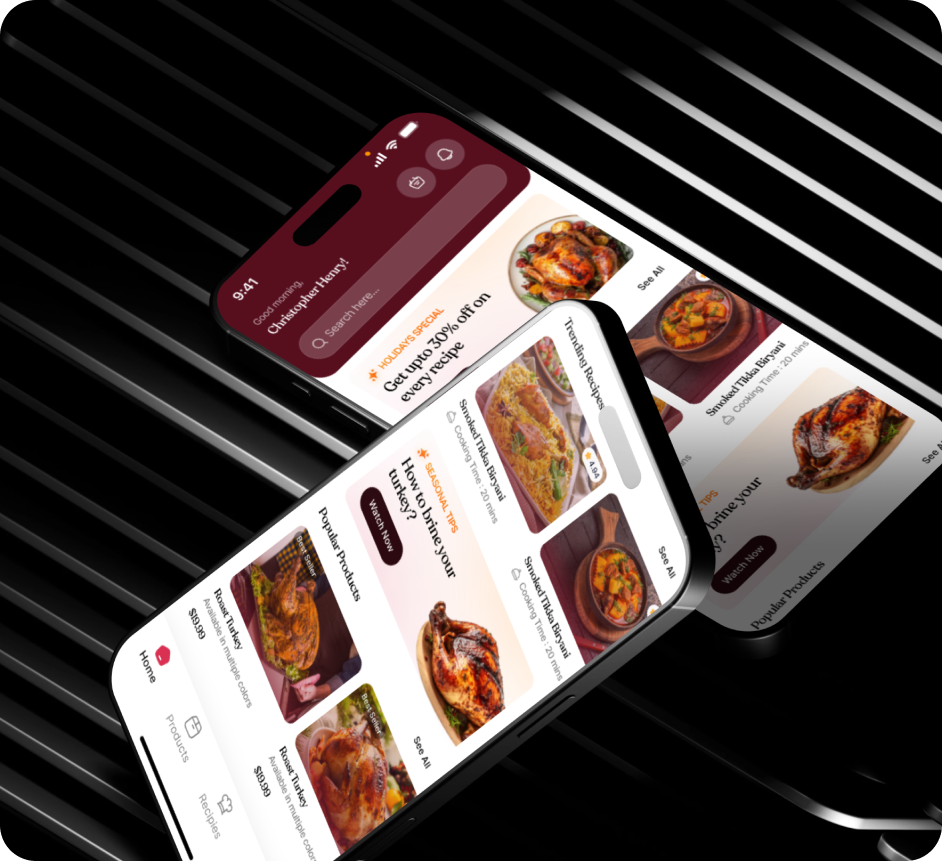 9:41
Good morning,
Christopher Henry!
Search here...
HOLIDAYS SPECIAL
Get upto 30% off on
every recipe
See All
Smoked Tikka Biryani
Cooking Time : 20 mins
ns
TIPS
brine your
y?
Watch Now
See A
Popular Products
Trending Recipes
See All
4.94
Smoked Tikka Biryani
Cooking Time : 20 mins
Smoked Tikka Biryani
Cooking Time : 20 mins
SEASONAL TIPS
How to brine your
turkey?
Watch Now
Popular Products
See All
Best Seller
Roast Turkey
Available in multiple colors
$19.99
Best Seller
Roast Turkey
Available in multiple colors
$19.99
Home
Products
Recipies